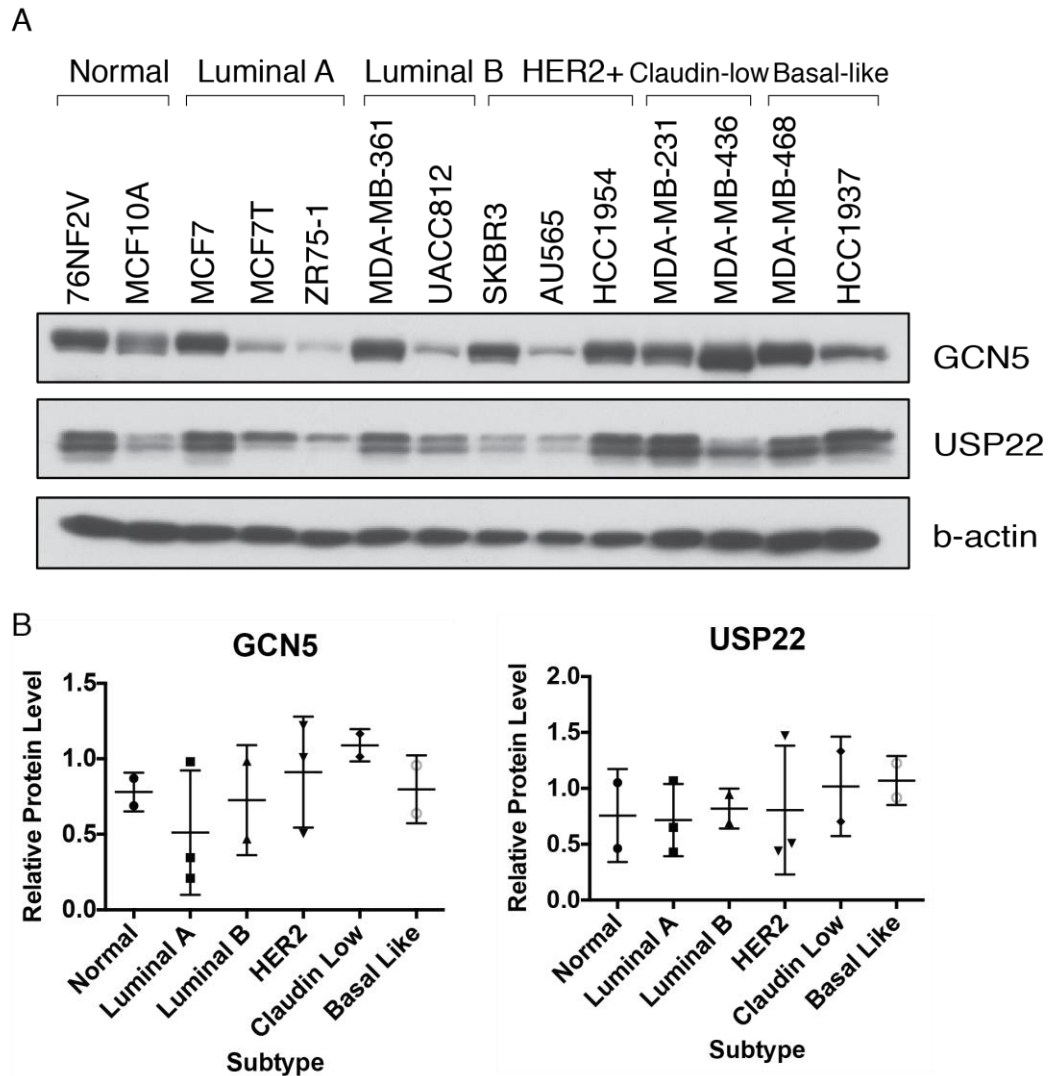 A
Normal Luminal A Luminal B HER2+ Claudin-low Basal-like
76NF2V MCF10A MCF7 MCF7T ZR75-1 MDA-MB-361 UACC812 SKBR3 AU565 HCC1954 MDA-MB-231 MDA-MB-436 MDA-MB-468 HCC1937
GCN5
USP22
b-actin
B
GCN5
Relative Protein Level
1.5
1.0
0.5
0.0
Normal Luminal A Luminal B HER2 Claudin Low Basal Like
Subtype
USP22
Relative Protein Level
2.0
1.5
1.0
0.5
0.0
Normal Luminal A Luminal B HER2 Claudin Low Basal Like
Subtype